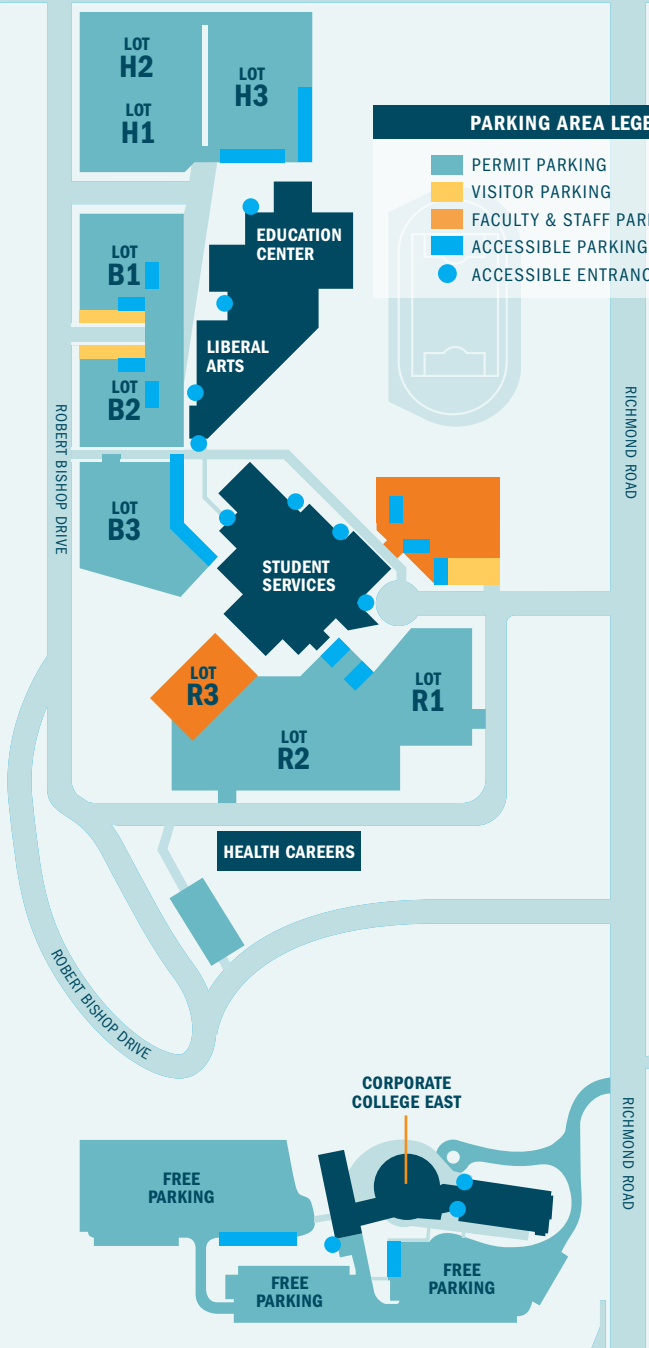 LOT
H2
LOT
H1
LOT
H3
PARKING AREA LEGE
PERMIT PARKING
VISITOR PARKING
FACULTY & STAFF PAR
ACCESSIBLE PARKING
ACCESSIBLE ENTRANC
EDUCATION
CENTER
LOT
B1
LIBERAL
ARTS
LOT
B2
ROBERT BISHOP DRIVE
RICHMOND ROAD
LOT
B3
STUDENT
SERVICES
LOT
R3
LOT
R1
LOT
R2
HEALTH CAREERS
ROBERT BISHOP DRIVE
CORPORATE
COLLEGE EAST
RICHMOND ROAD
FREE
PARKING
FREE
PARKING
FREE
PARKING